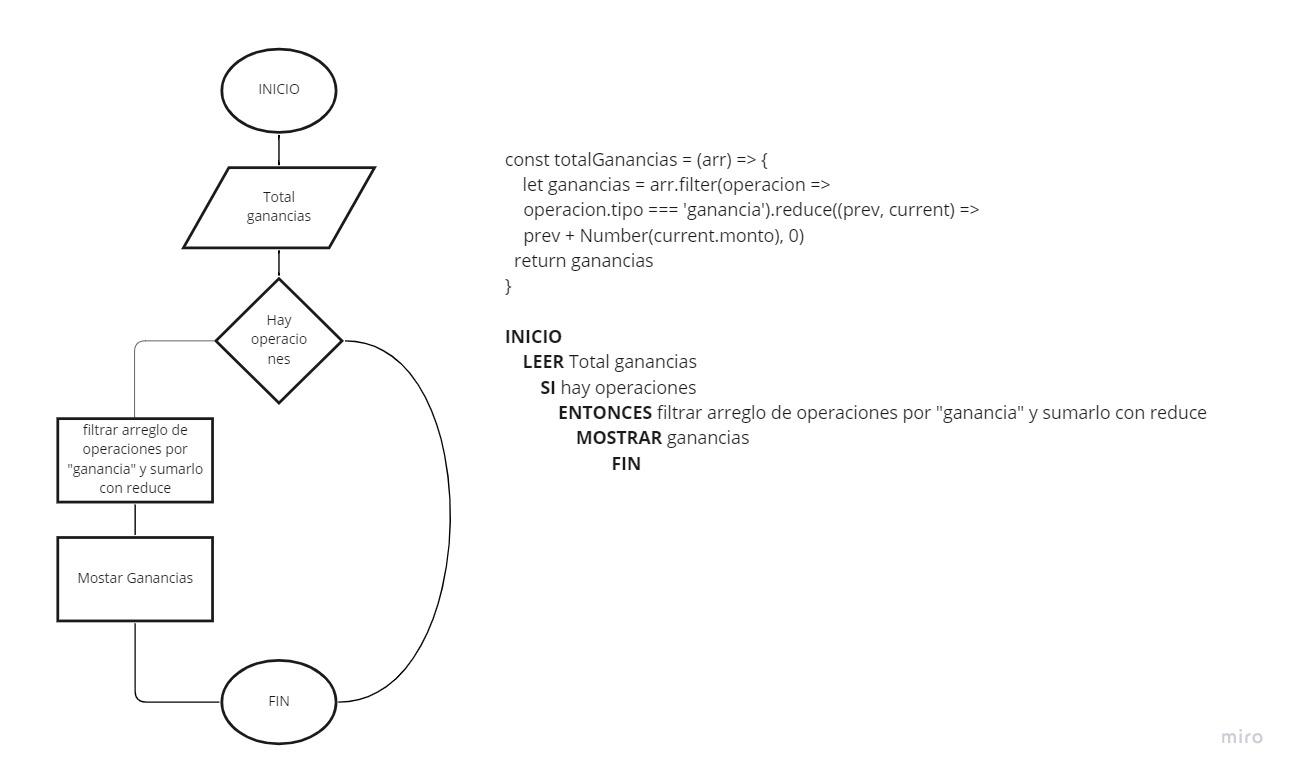 INICIO
Total
ganancias
Hay
operacio
nes
filtrar arreglo de
operaciones por
"ganancia" y sumarlo
con reduce
Mostar Ganancias
FIN
const totalGanancias = (arr) => {
let ganancias = arr.filter(operacion =>
operacion.tipo === 'ganancia').reduce((prev, current) =>
prev + Number(current.monto), 0)
return ganancias
}
INICIO
LEER Total ganancias
SI hay operaciones
ENTONCES filtrar arreglo de operaciones por "ganancia" y sumarlo con reduce
MOSTRAR ganancias
FIN
miro